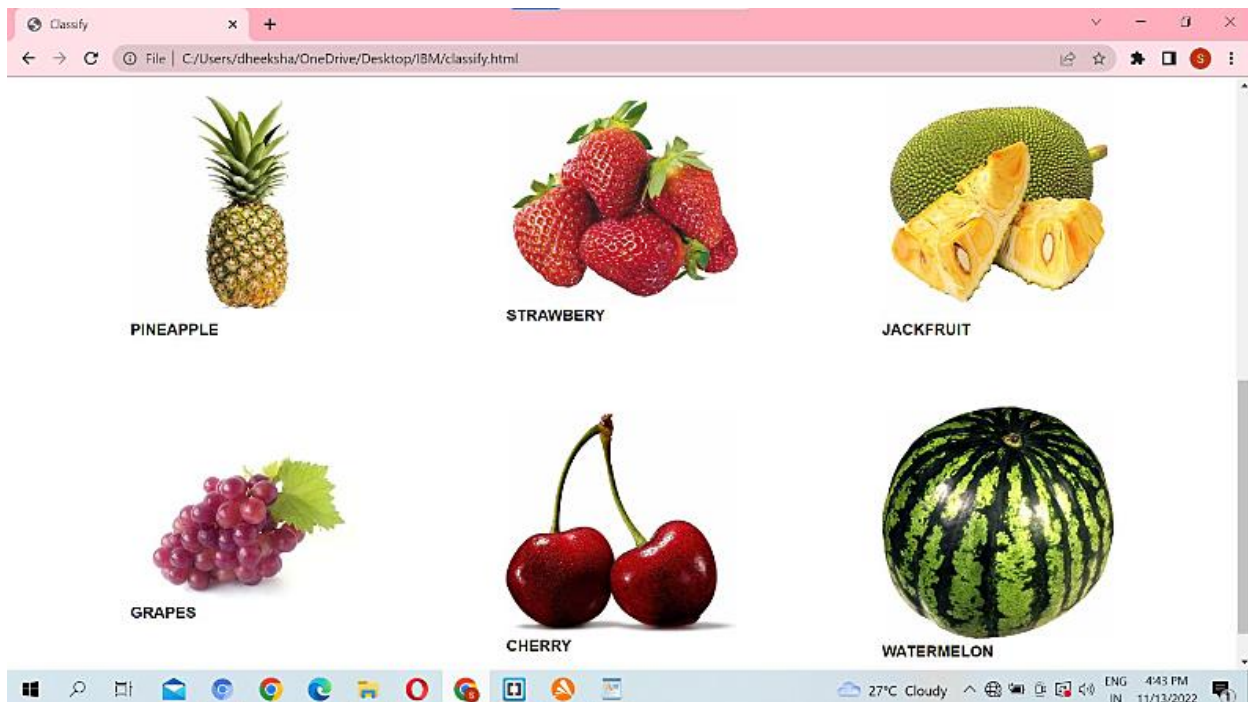 Classify
File | C:/Users/dheeksha/OneDrive/Desktop/IBM/classify.html
S
PINEAPPLE
STRAWBERY
JACKFRUIT
GRAPES
CHERRY
WATERMELON
27°C Cloudy
ENG
IN
4:43 PM
11/13/2022
1